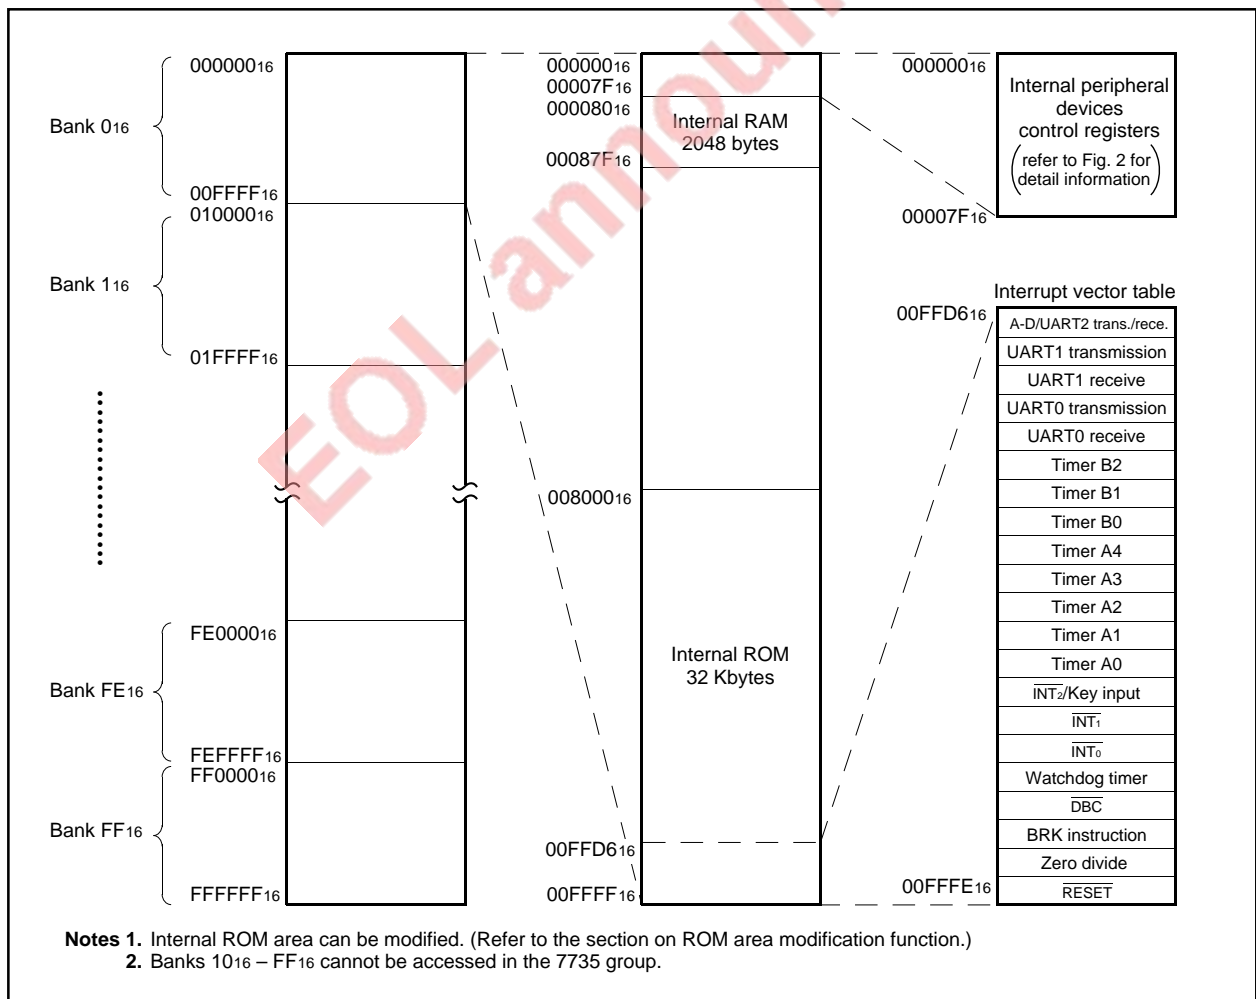 EOL announ
Bank 016
00000016
00FFFF16
Bank 116
01000016
01FFFF16
Bank FE16
FE000016
FEFFFF16
Bank FF16
FF000016
FFFFFF16
00000016
00007F16
00008016
Internal RAM
2048 bytes
00087F16
00800016
Internal ROM
32 Kbytes
00FFD616
00FFFF16
00000016
Internal peripheral
devices
control registers
(refer to Fig. 2 for
detail information)
00007F16
Interrupt vector table
00FFD616
A-D/UART2 trans./rece.
UART1 transmission
UART1 receive
UART0 transmission
UART0 receive
Timer B2
Timer B1
Timer B0
Timer A4
Timer A3
Timer A2
Timer A1
Timer A0
INT2/Key input
INT1
INT0
Watchdog timer
DBC
BRK instruction
Zero divide
00FFFE16
RESET
Notes 1. Internal ROM area can be modified. (Refer to the section on ROM area modification function.)
2. Banks 1016 – FF16 cannot be accessed in the 7735 group.